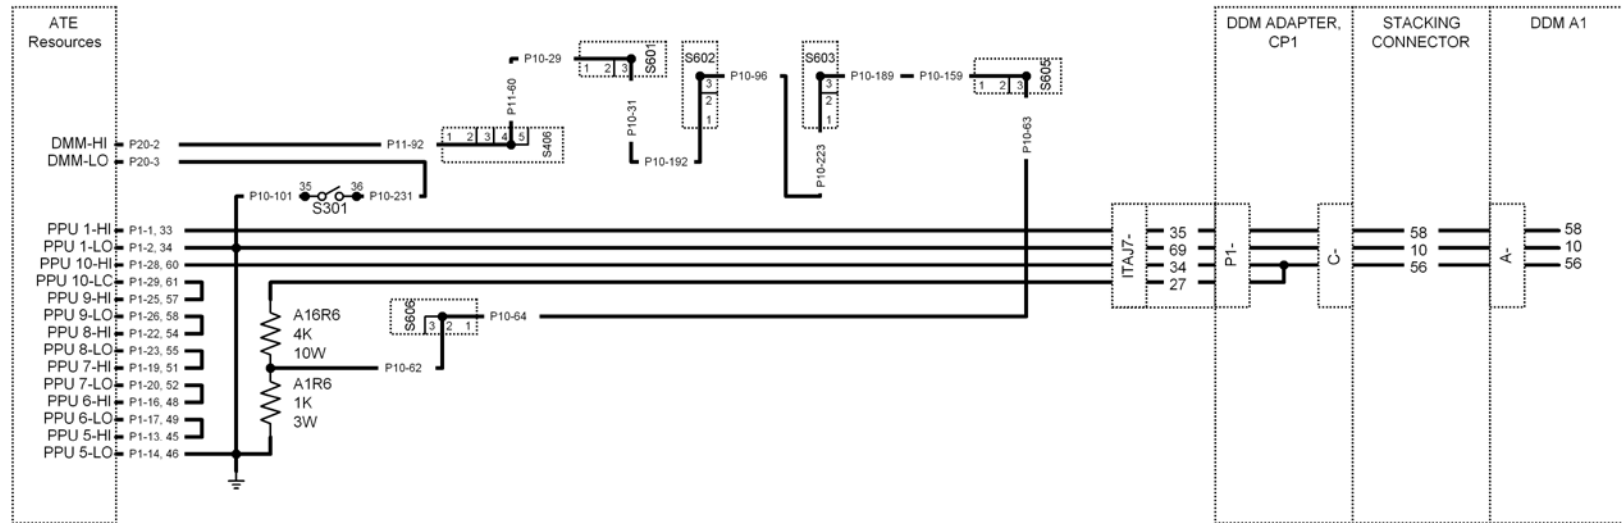 ATE
Resources
DDM ADAPTER,
CP1
STACKING
CONNECTOR
DDM A1
P10-29
1 2 3
S601
S602
3
2
1
P10-96
S603
3
2
1
P10-189
P10-159
1 2 3
S605
P11-60
P10-31
P10-63
DMM-HI P20-2
P11-92
1 2 3 4 5
S406
DMM-LO P20-3
P10-192
P10-223
P10-101
35
36
P10-231
S301
PPU 1-HI P1-1, 33
PPU 1-LO P1-2, 34
PPU 10-HI P1-28, 60
PPU 10-LC P1-29, 61
PPU 9-HI P1-25, 57
PPU 9-LO P1-26, 58
PPU 8-HI P1-22, 54
PPU 8-LO P1-23, 55
PPU 7-HI P1-19, 51
PPU 7-LO P1-20, 52
PPU 6-HI P1-16, 48
PPU 6-LO P1-17, 49
PPU 5-HI P1-13. 45
PPU 5-LO P1-14, 46
ITAJ7-
35
69
34
27
P1-
C-
58
10
56
A-
58
10
56
A16R6
4K
10W
S606
3 2 1
P10-64
P10-62
A1R6
1K
3W